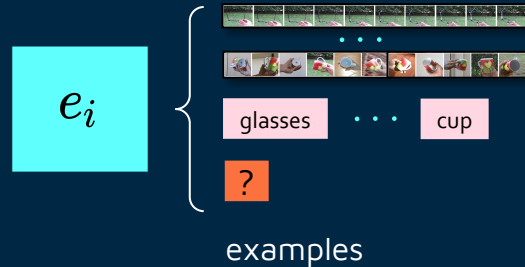 e_i
...
glasses ... cup
?
examples